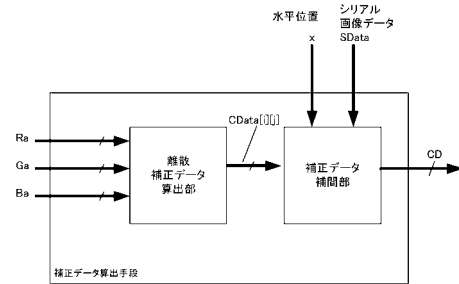 水平位置
x
シリアル
画像データ
SData
Ra
Ga
Ba
離散
補正データ
算出部
CData[i][j]
補正データ
補間部
CD
補正データ算出手段